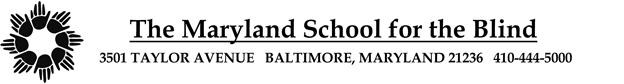 The Maryland School for the Blind
3501 TAYLOR AVENUE BALTIMORE, MARYLAND 21236 410-444-5000